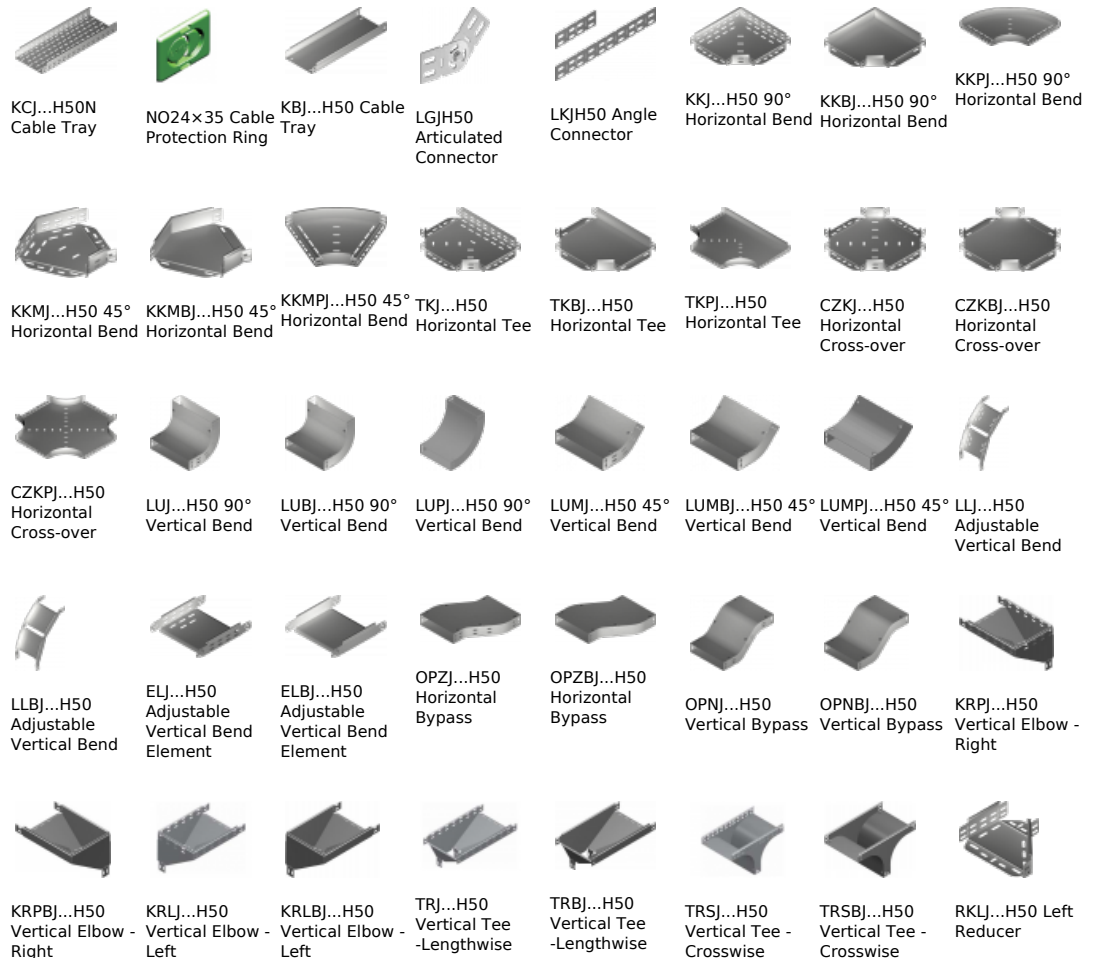 KCJ...H50N
Cable Tray
NO24×35 Cable
Protection Ring
KBJ...H50 Cable
Tray
LGJH50
Articulated
Connector
LKJH50 Angle
Connector
KKJ...H50 90°
Horizontal Bend
KKBJ...H50 90°
Horizontal Bend
KKPJ...H50 90°
Horizontal Bend
KKMJ...H50 45°
Horizontal Bend
KKMBJ...H50 45°
Horizontal Bend
KKMPJ...H50 45°
Horizontal Bend
TKJ...H50
Horizontal Tee
TKBJ...H50
Horizontal Tee
TKPJ...H50
Horizontal Tee
CZKJ...H50
Horizontal
Cross-over
CZKBJ...H50
Horizontal
Cross-over
CZKPJ...H50
Horizontal
Cross-over
LUJ...H50 90°
Vertical Bend
LUBJ...H50 90°
Vertical Bend
LUPJ...H50 90°
Vertical Bend
LUMJ...H50 45°
Vertical Bend
LUMBJ...H50 45°
Vertical Bend
LUMPJ...H50 45°
Vertical Bend
LLJ...H50
Adjustable
Vertical Bend
LLBJ...H50
Adjustable
Vertical Bend
ELJ...H50
Adjustable
Vertical Bend
Element
ELBJ...H50
Adjustable
Vertical Bend
Element
OPZJ...H50
Horizontal
Bypass
OPZBJ...H50
Horizontal
Bypass
OPNJ...H50
Vertical Bypass
OPNBJ...H50
Vertical Bypass
KRPJ...H50
Vertical Elbow -
Right
KRPBJ...H50
Vertical Elbow -
Right
KRLJ...H50
Vertical Elbow -
Left
KRLBJ...H50
Vertical Elbow -
Left
TRJ...H50
Vertical Tee
-Lengthwise
TRBJ...H50
Vertical Tee
-Lengthwise
TRSJ...H50
Vertical Tee -
Crosswise
TRSBJ...H50
Vertical Tee -
Crosswise
RKLJ...H50 Left
Reducer